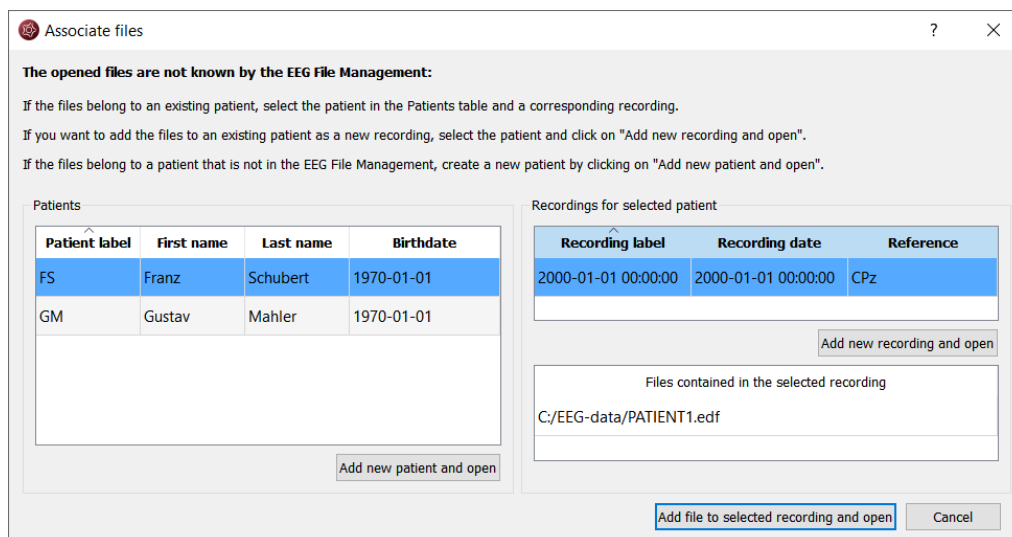 Associate files
?
The opened files are not known by the EEG File Management:
If the files belong to an existing patient, select the patient in the Patients table and a corresponding recording.
If you want to add the files to an existing patient as a new recording, select the patient and click on "Add new recording and open".
If the files belong to a patient that is not in the EEG File Management, create a new patient by clicking on "Add new patient and open".
Patients
Patient label First name Last name Birthdate
FS Franz Schubert 1970-01-01
GM Gustav Mahler 1970-01-01
Add new patient and open
Recordings for selected patient
Recording label Recording date Reference
2000-01-01 00:00:00 2000-01-01 00:00:00 CPz
Add new recording and open
Files contained in the selected recording
C:/EEG-data/PATIENT1.edf
Add file to selected recording and open
Cancel